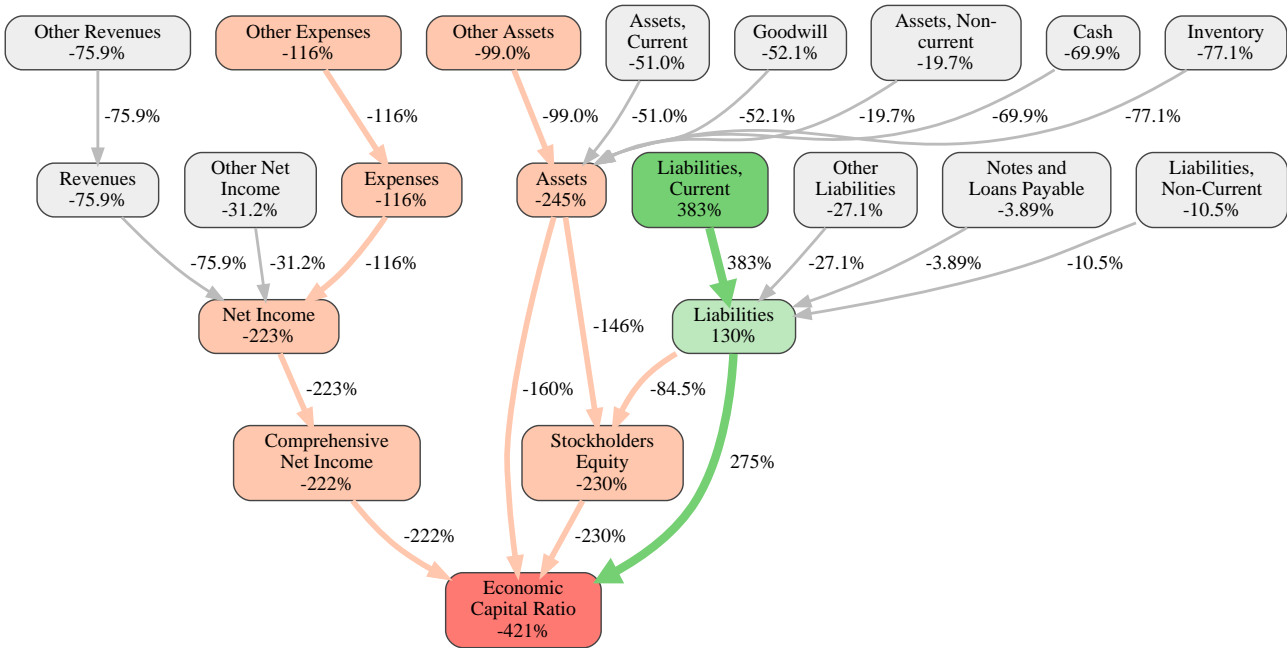 Other Revenues
-75.9%
Other Expenses
-116%
Other Assets
-99.0%
Assets,
Current
-51.0%
Goodwill
-52.1%
Assets, Non-
current
-19.7%
Cash
-69.9%
Inventory
-77.1%
-75.9%
-116%
-99.0%
-51.0%
-52.1%
-19.7%
-69.9%
-77.1%
Revenues
-75.9%
Other Net
Income
-31.2%
Expenses
-116%
Assets
-245%
Liabilities,
Current
383%
Other
Liabilities
-27.1%
Notes and
Loans Payable
-3.89%
Liabilities,
Non-Current
-10.5%
-75.9%
-31.2%
-116%
383%
-27.1%
-3.89%
-10.5%
Net Income
-223%
-146%
Liabilities
130%
-223%
-160%
-84.5%
Comprehensive
Net Income
-222%
Stockholders
Equity
-230%
275%
-222%
-230%
Economic
Capital Ratio
-421%